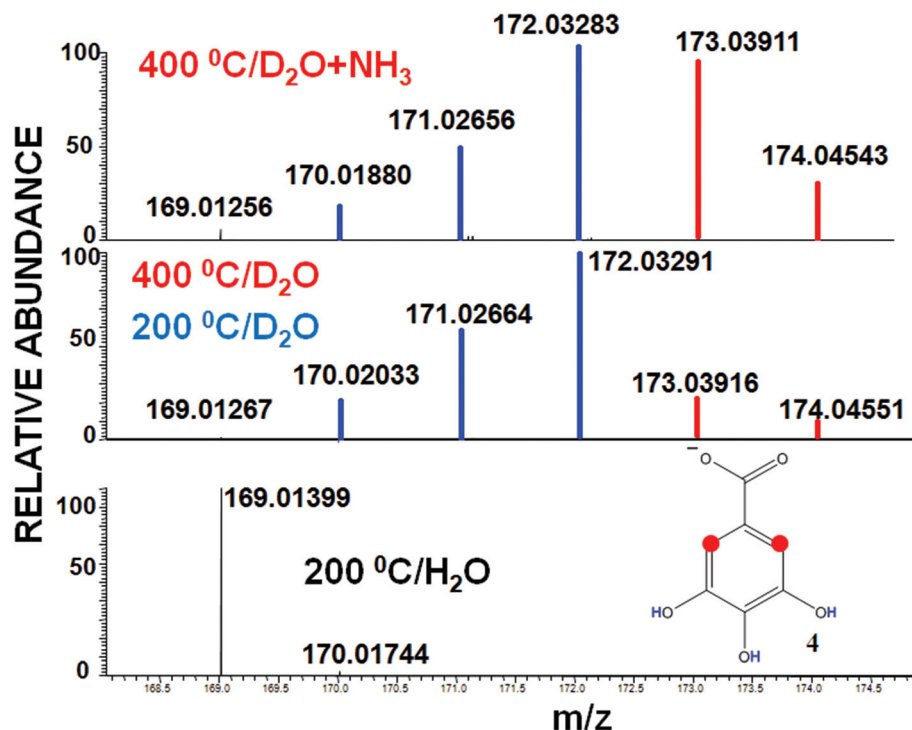 RELATIVE ABUNDANCE
100
50
0
400 ⁰C/D₂O+NH₃
169.01256
170.01880
171.02656
172.03283
173.03911
174.04543
100
50
0
400 ⁰C/D₂O
200 ⁰C/D₂O
169.01267
170.02033
171.02664
172.03291
173.03916
174.04551
100
50
0
169.01399
200 ⁰C/H₂O
170.01744
⁻O
O
HO
OH
OH
4
168.5 169.0 169.5 170.0 170.5 171.0 171.5 172.0 172.5 173.0 173.5 174.0 174.5
m/z